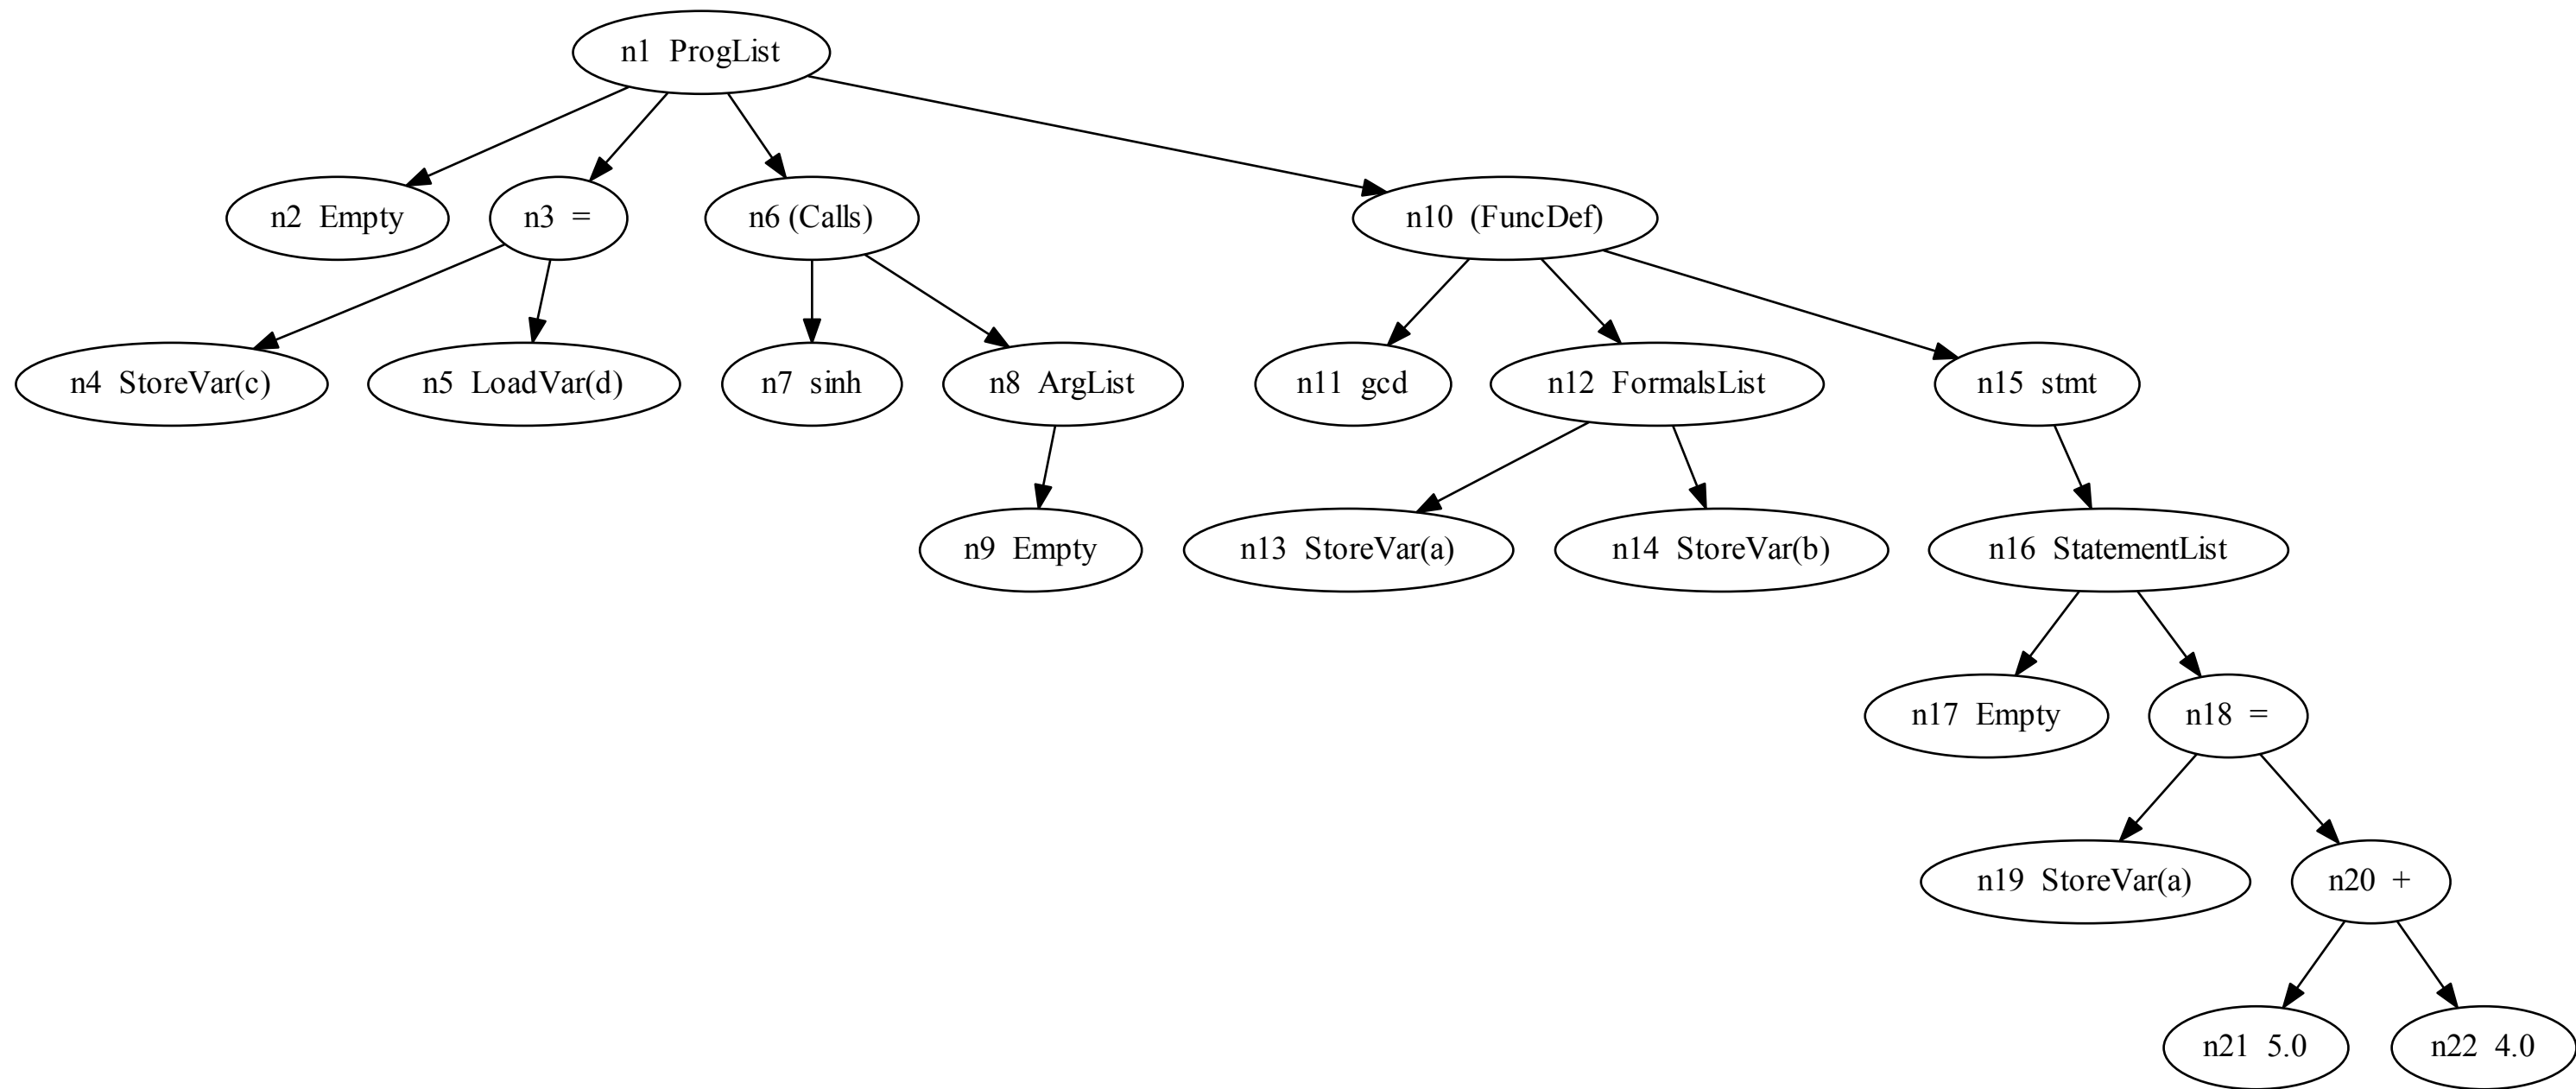 n1 ProgList
n2 Empty
n3 =
n6 (Calls)
n10 (FuncDef)
n4 StoreVar(c)
n5 LoadVar(d)
n7 sinh
n8 ArgList
n11 gcd
n12 FormalsList
n15 stmt
n9 Empty
n13 StoreVar(a)
n14 StoreVar(b)
n16 StatementList
n17 Empty
n18 =
n19 StoreVar(a)
n20 +
n21 5.0
n22 4.0